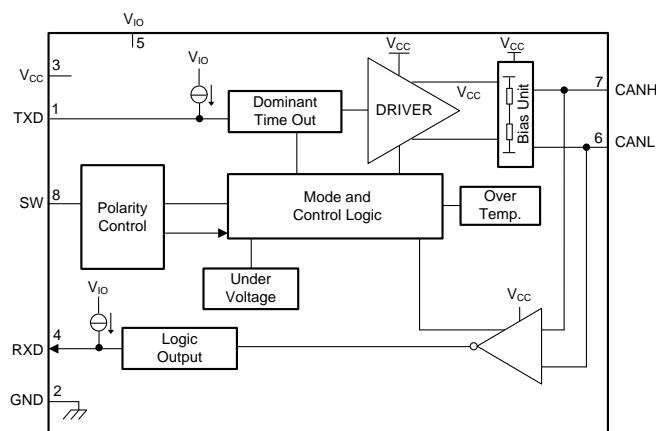 VIO
5
VCC
3
VIO
TXD
1
Dominant
Time Out
VCC
DRIVER
VCC
VCC
Bias Unit
7
CANH
6
CANL
SW
8
Polarity
Control
Mode and
Control Logic
Over
Temp.
Under
Voltage
VIO
VCC
RXD
4
Logic
Output
GND
2